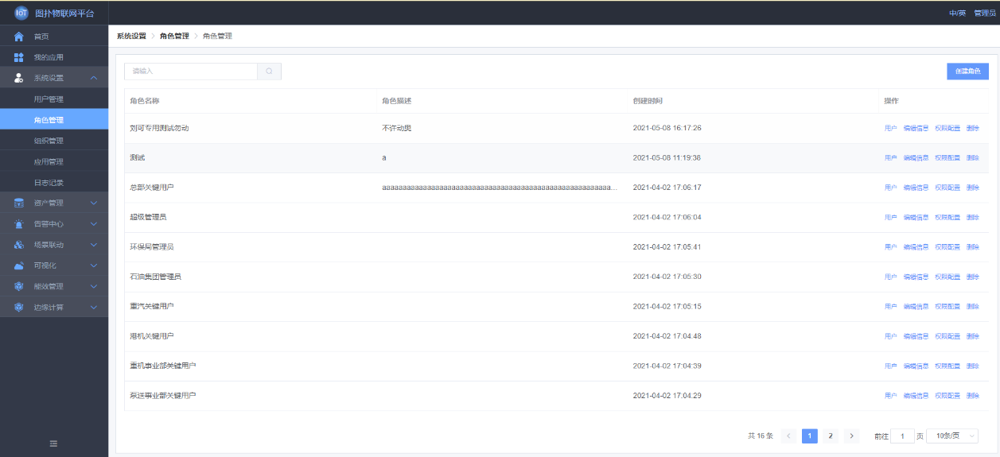 IOT 图扑物联网平台 中/英 管理员
首页
我的应用
系统设置
用户管理
角色管理
组织管理
应用管理
日志记录
资产管理
告警中心
场景联动
可视化
能效管理
边缘计算
系统设置 > 角色管理 > 角色管理
请输入 创建角色
角色名称 角色描述 创建时间 操作
刘可专用测试勿动 不许动奥 2021-05-08 16:17:26 用户 编辑信息 权限配置 删除
测试 a 2021-05-08 11:19:38 用户 编辑信息 权限配置 删除
总部关键用户 aaaaaaaaaaaaaaaaaaaaaaaaaaaaaaaaaaaaaaaaaaaaaaaaaaaaaaaaa... 2021-04-02 17:06:17 用户 编辑信息 权限配置 删除
超级管理员 2021-04-02 17:06:04 用户 编辑信息 权限配置 删除
环保局管理员 2021-04-02 17:05:41 用户 编辑信息 权限配置 删除
石油集团管理员 2021-04-02 17:05:30 用户 编辑信息 权限配置 删除
重汽关键用户 2021-04-02 17:05:15 用户 编辑信息 权限配置 删除
港机关键用户 2021-04-02 17:04:48 用户 编辑信息 权限配置 删除
重机事业部关键用户 2021-04-02 17:04:39 用户 编辑信息 权限配置 删除
泵送事业部关键用户 2021-04-02 17:04:29 用户 编辑信息 权限配置 删除
共 16 条 < 1 2 > 前往 1 页 10条/页